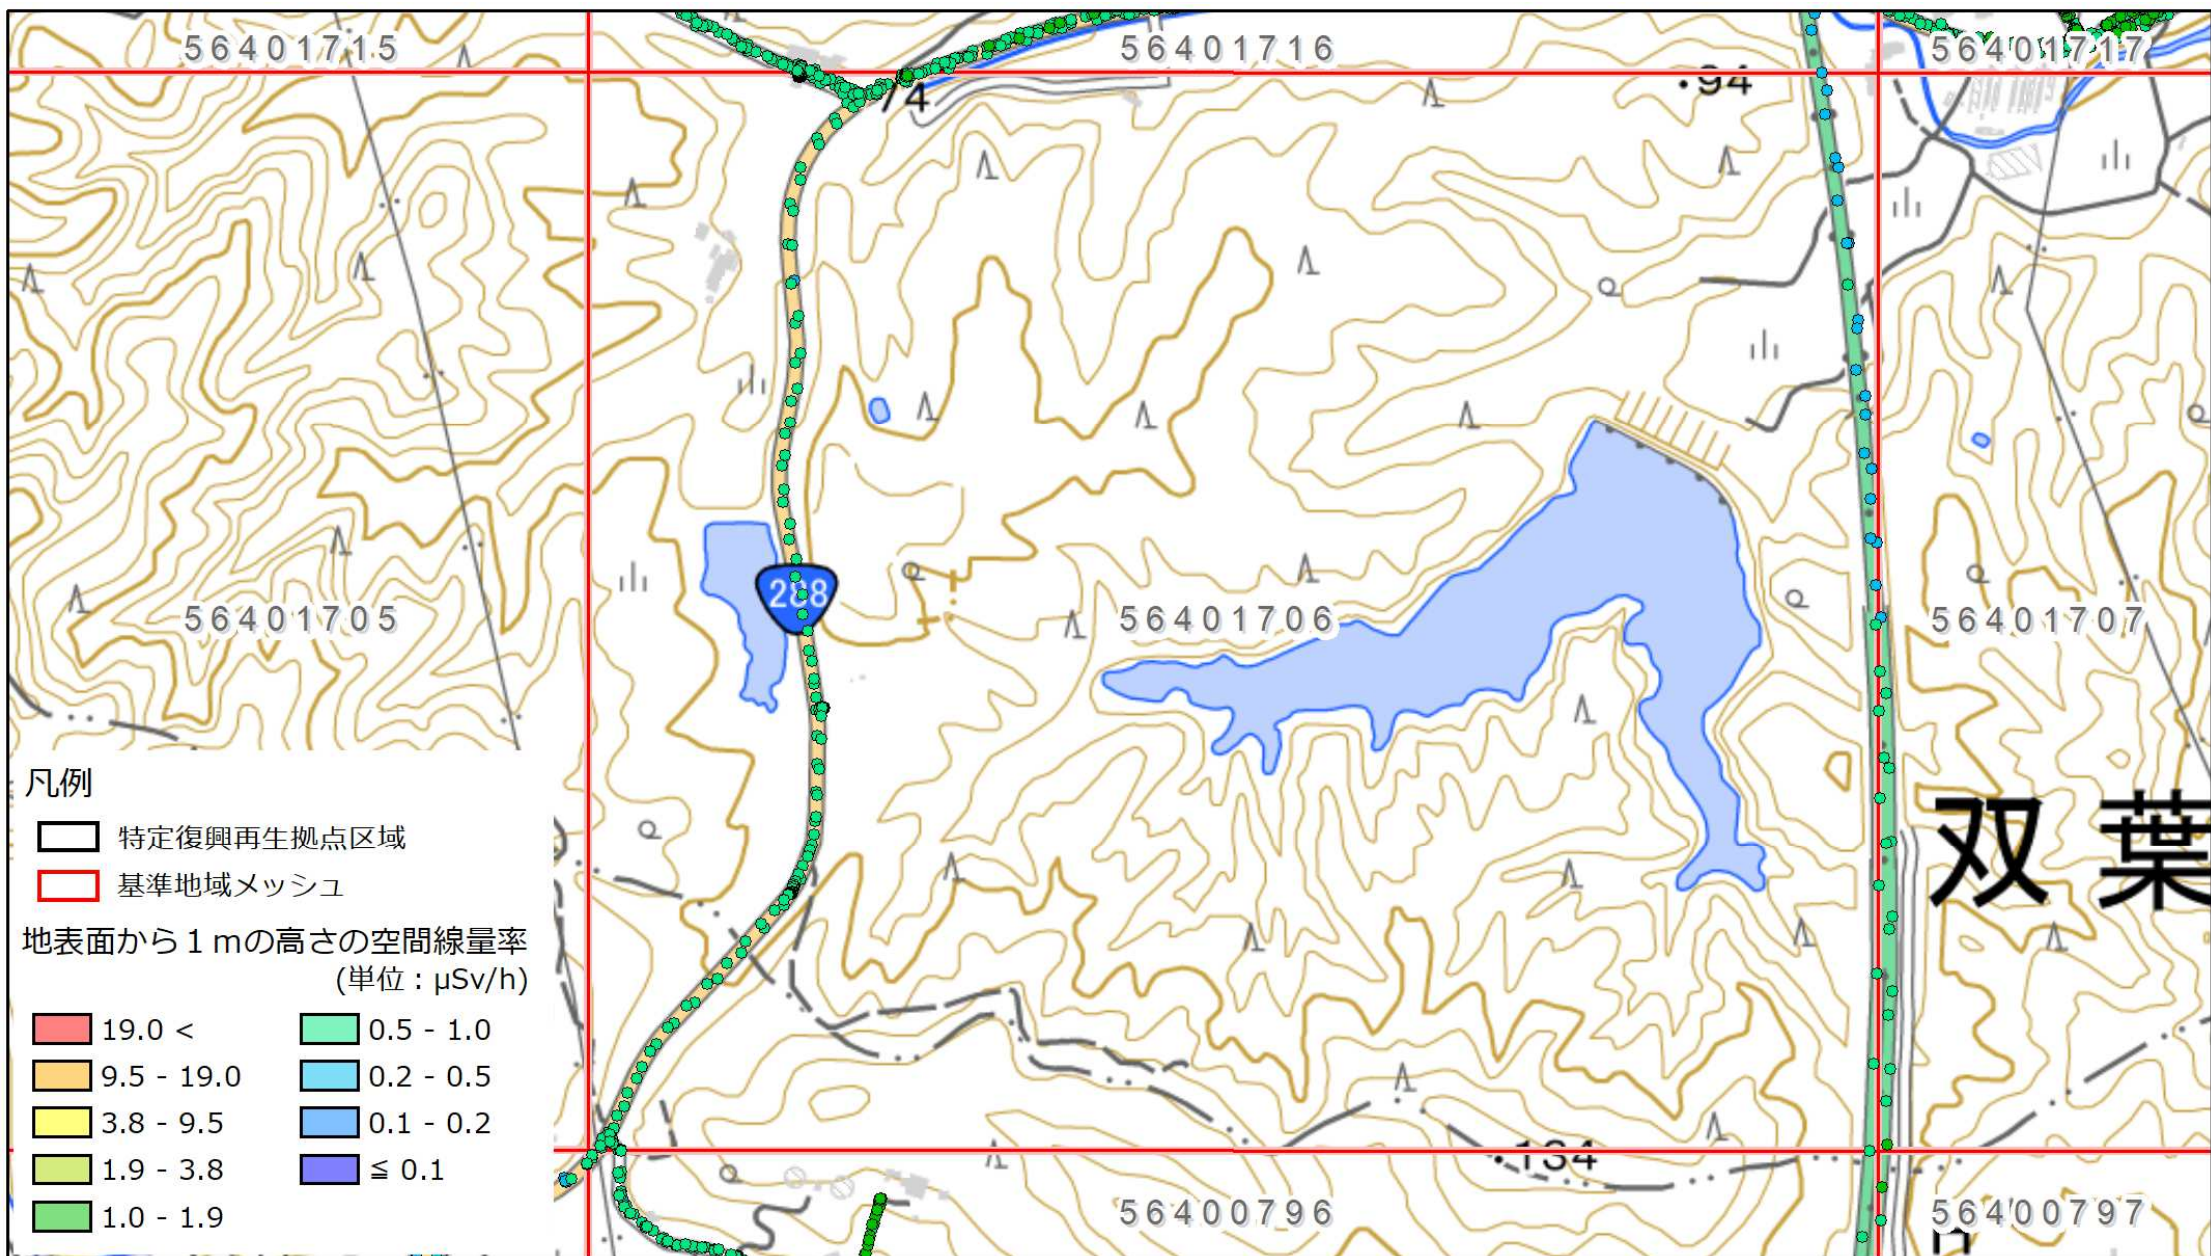 56401715
56401716
56401717
74
・94
288
56401705
56401706
56401707
双葉
・134
56400796
56400797
凡例
特定復興再生拠点区域
基準地域メッシュ
地表面から1mの高さの空間線量率
(単位:μSv/h)
19.0 <
9.5 - 19.0
3.8 - 9.5
1.9 - 3.8
1.0 - 1.9
0.5 - 1.0
0.2 - 0.5
0.1 - 0.2
≦ 0.1